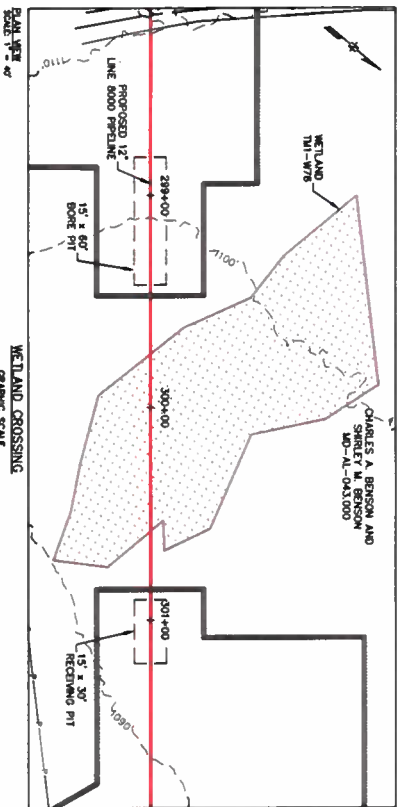 1110'
PROPOSED 12"
LINE 8000 PIPELINE
299+00
15' x 60'
BORE PIT
WETLAND
TM1-W76
1100'
300+00
CHARLES A. BENSON AND
SHIRLEY M. BENSON
MD-AL-043.000
301+00
15' x 30'
RECEIVING PIT
1090'
PLAN VIEW
SCALE: 1" = 40'
WETLAND CROSSING
GRAPHIC SCALE